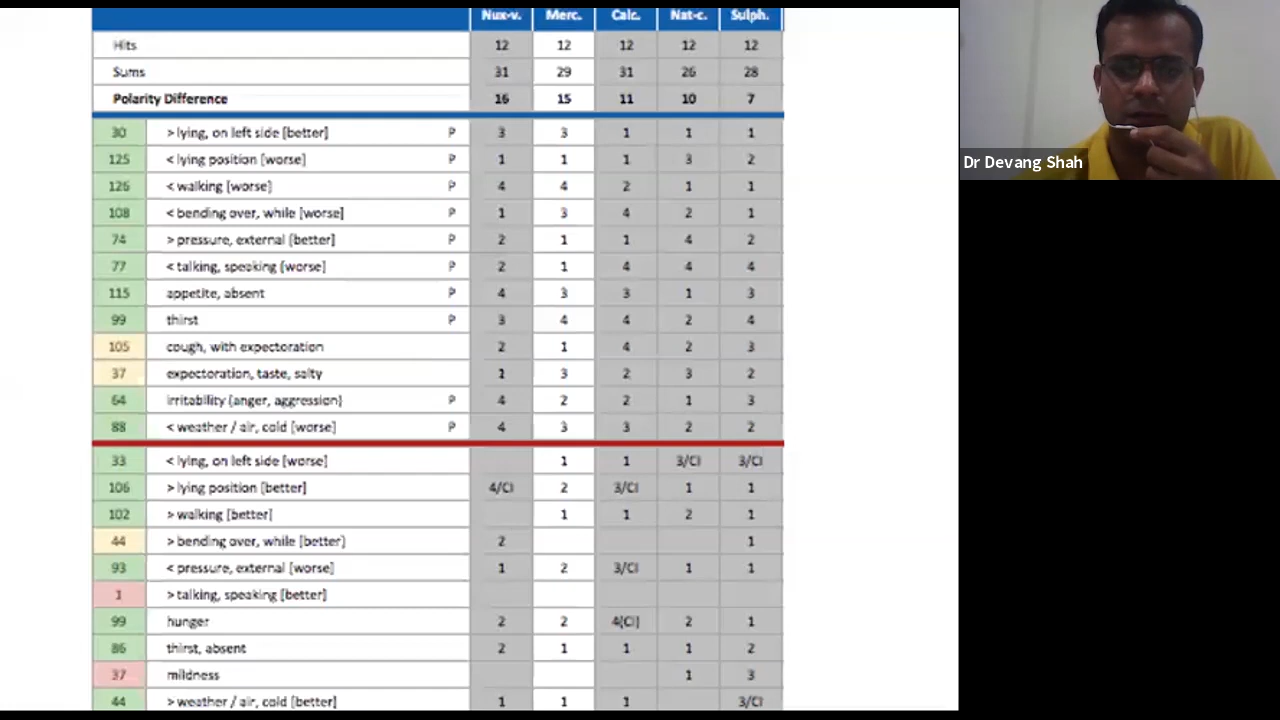 Nux-v. Merc. Calc. Nat-c. Sulph.
Hits 12 12 12 12 12
Sums 31 29 31 26 28
Polarity Difference 16 15 11 10 7
30 > lying, on left side [better] P 3 3 1 1 1
125 < lying position [worse] P 1 1 1 3 2
126 < walking [worse] P 4 4 2 1 1
108 < bending over, while [worse] P 1 3 4 2 1
74 > pressure, external [better] P 2 1 1 4 2
77 < talking, speaking [worse] P 2 1 4 4 4
115 appetite, absent P 4 3 3 1 3
99 thirst P 3 4 4 2 4
105 cough, with expectoration 2 1 4 2 3
37 expectoration, taste, salty 1 3 2 3 2
64 irritability (anger, aggression) P 4 2 2 1 3
88 < weather / air, cold [worse] P 4 3 3 2 2
33 < lying, on left side [worse] 1 1 3/CI 3/CI
106 > lying position [better] 4/CI 2 3/CI 1 1
102 > walking [better] 1 1 2 1
44 > bending over, while [better] 2 1
93 < pressure, external [worse] 1 2 3/CI 1 1
1 > talking, speaking [better]
99 hunger 2 2 4(CI) 2 1
86 thirst, absent 2 1 1 1 2
37 mildness 1 3
44 > weather / air, cold [better] 1 1 1 3/CI
Dr Devang Shah